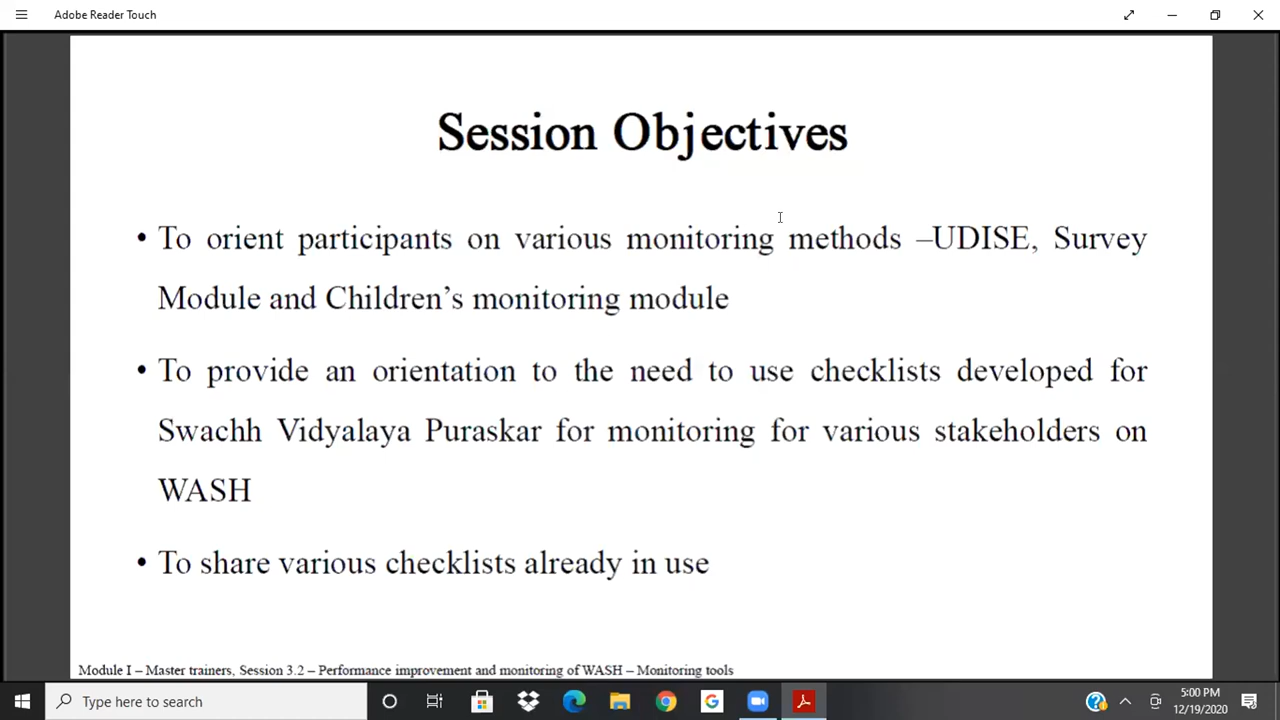 Adobe Reader Touch
Session Objectives
• To orient participants on various monitoring methods –UDISE, Survey
Module and Children’s monitoring module
• To provide an orientation to the need to use checklists developed for
Swachh Vidyalaya Puraskar for monitoring for various stakeholders on
WASH
• To share various checklists already in use
Module I – Master trainers, Session 3.2 – Performance improvement and monitoring of WASH – Monitoring tools
Type here to search
5:00 PM
12/19/2020